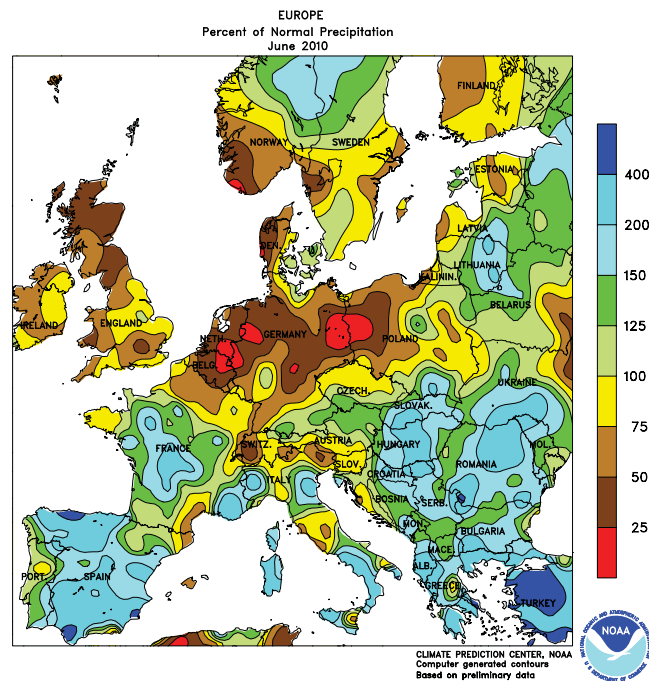 EUROPE
Percent of Normal Precipitation
June 2010
FINLAND
NORWAY
SWEDEN
ESTONIA
LATVIA
DEN.
LITHUANIA
KALININ.
BELARUS
IRELAND
ENGLAND
NETH.
GERMANY
POLAND
BELG.
CZECH.
UKRAINE
SLOVAK.
FRANCE
SWITZ.
AUSTRIA
HUNGARY
MOL.
SLOV.
ROMANIA
ITALY
CROATIA
BOSNIA
SERB.
MON.
BULGARIA
MACE.
ALB.
PORT.
SPAIN
GREECE
TURKEY
400
200
150
125
100
75
50
25
NOAA
CLIMATE PREDICTION CENTER, NOAA
Computer generated contours
Based on preliminary data